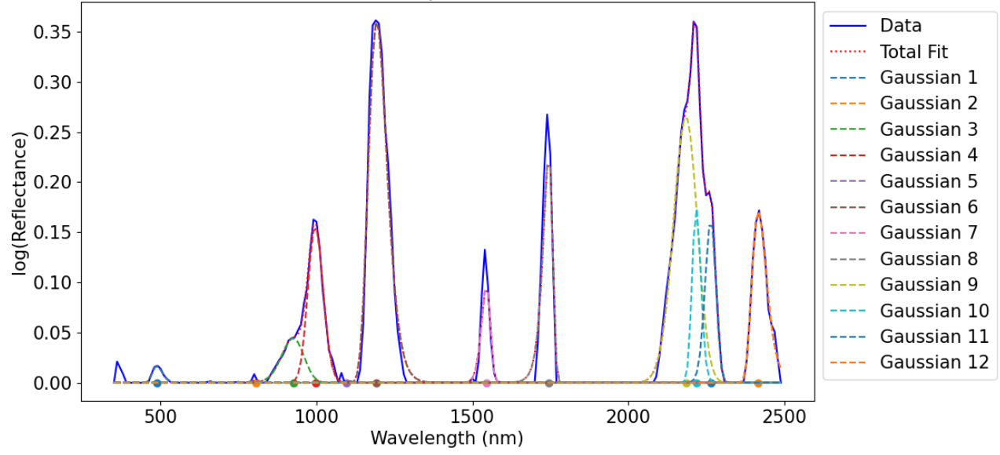 0.35
0.30
0.25
0.20
0.15
0.10
0.05
0.00
log(Reflectance)
500
1000
1500
2000
2500
Wavelength (nm)
Data
Total Fit
Gaussian 1
Gaussian 2
Gaussian 3
Gaussian 4
Gaussian 5
Gaussian 6
Gaussian 7
Gaussian 8
Gaussian 9
Gaussian 10
Gaussian 11
Gaussian 12